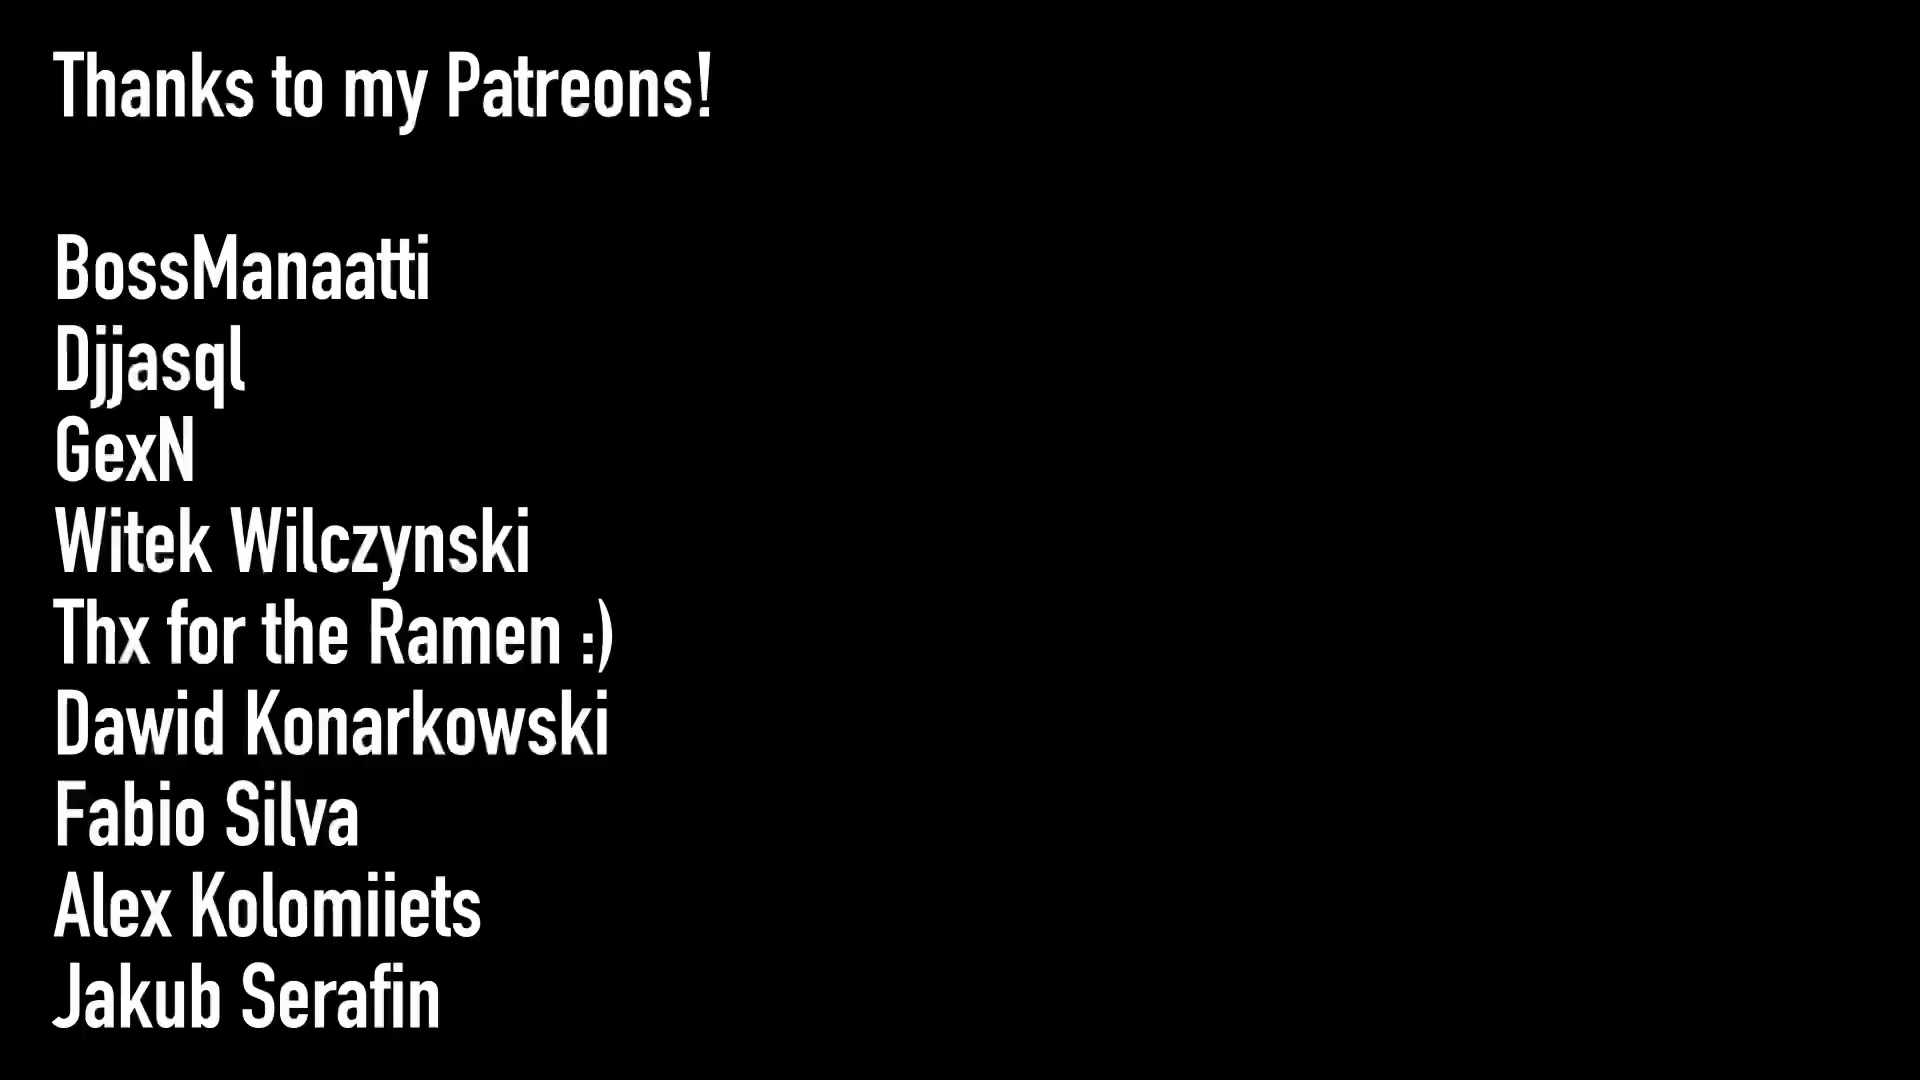 Thanks to my Patreons!
BossManaatti
Djjasql
GexN
Witek Wilczynski
Thx for the Ramen :)
Dawid Konarkowski
Fabio Silva
Alex Kolomiiets
Jakub Serafin